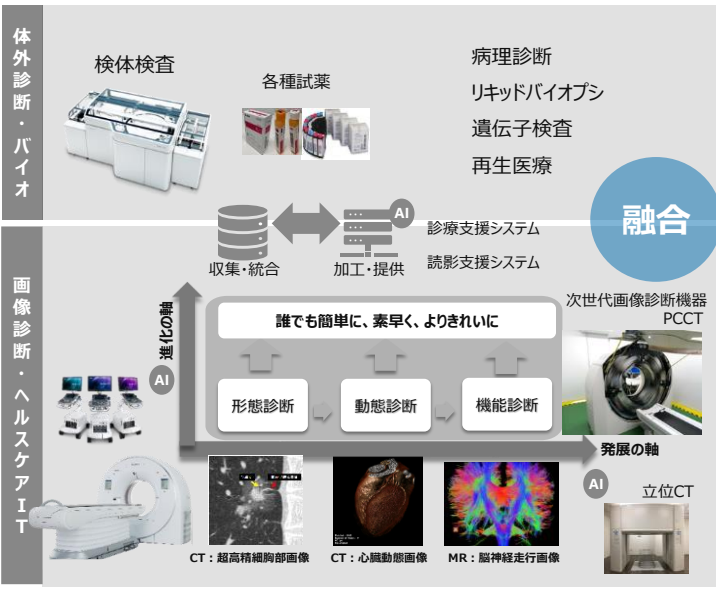 体外診断・バイオ
検体検査
各種試薬
病理診断
リキッドバイオプシ
遺伝子検査
再生医療
融合
AI
収集・統合
加工・提供
診療支援システム
読影支援システム
画像診断・ヘルスケアIT
進化の軸
AI
誰でも簡単に、素早く、よりきれいに
形態診断
動態診断
機能診断
次世代画像診断機器
PCCT
発展の軸
AI
立位CT
CT：超高精細胸部画像
CT：心臓動態画像
MR：脳神経走行画像